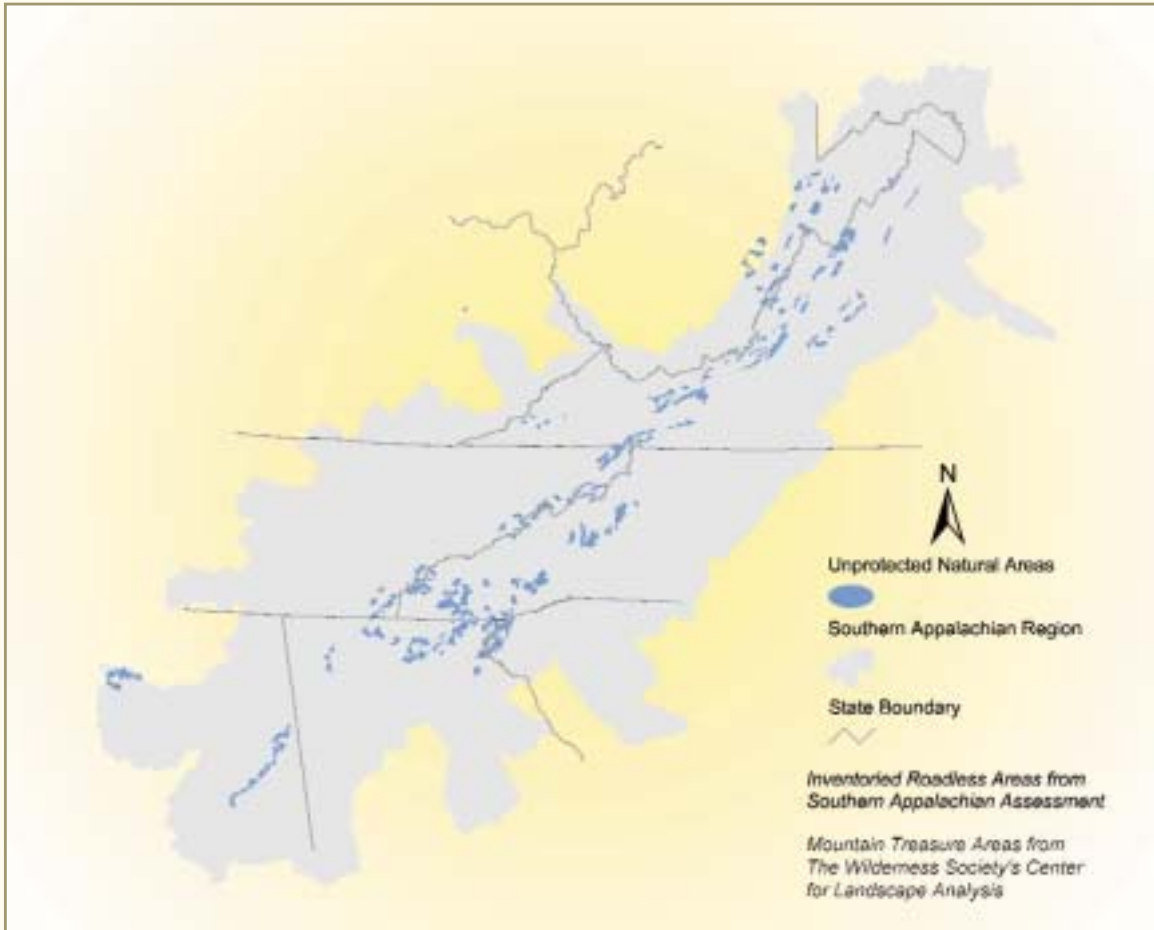 N
Unprotected Natural Areas
Southern Appalachian Region
State Boundary
Inventoried Roadless Areas from
Southern Appalachian Assessment
Mountain Treasure Areas from
The Wilderness Society's Center
for Landscape Analysis